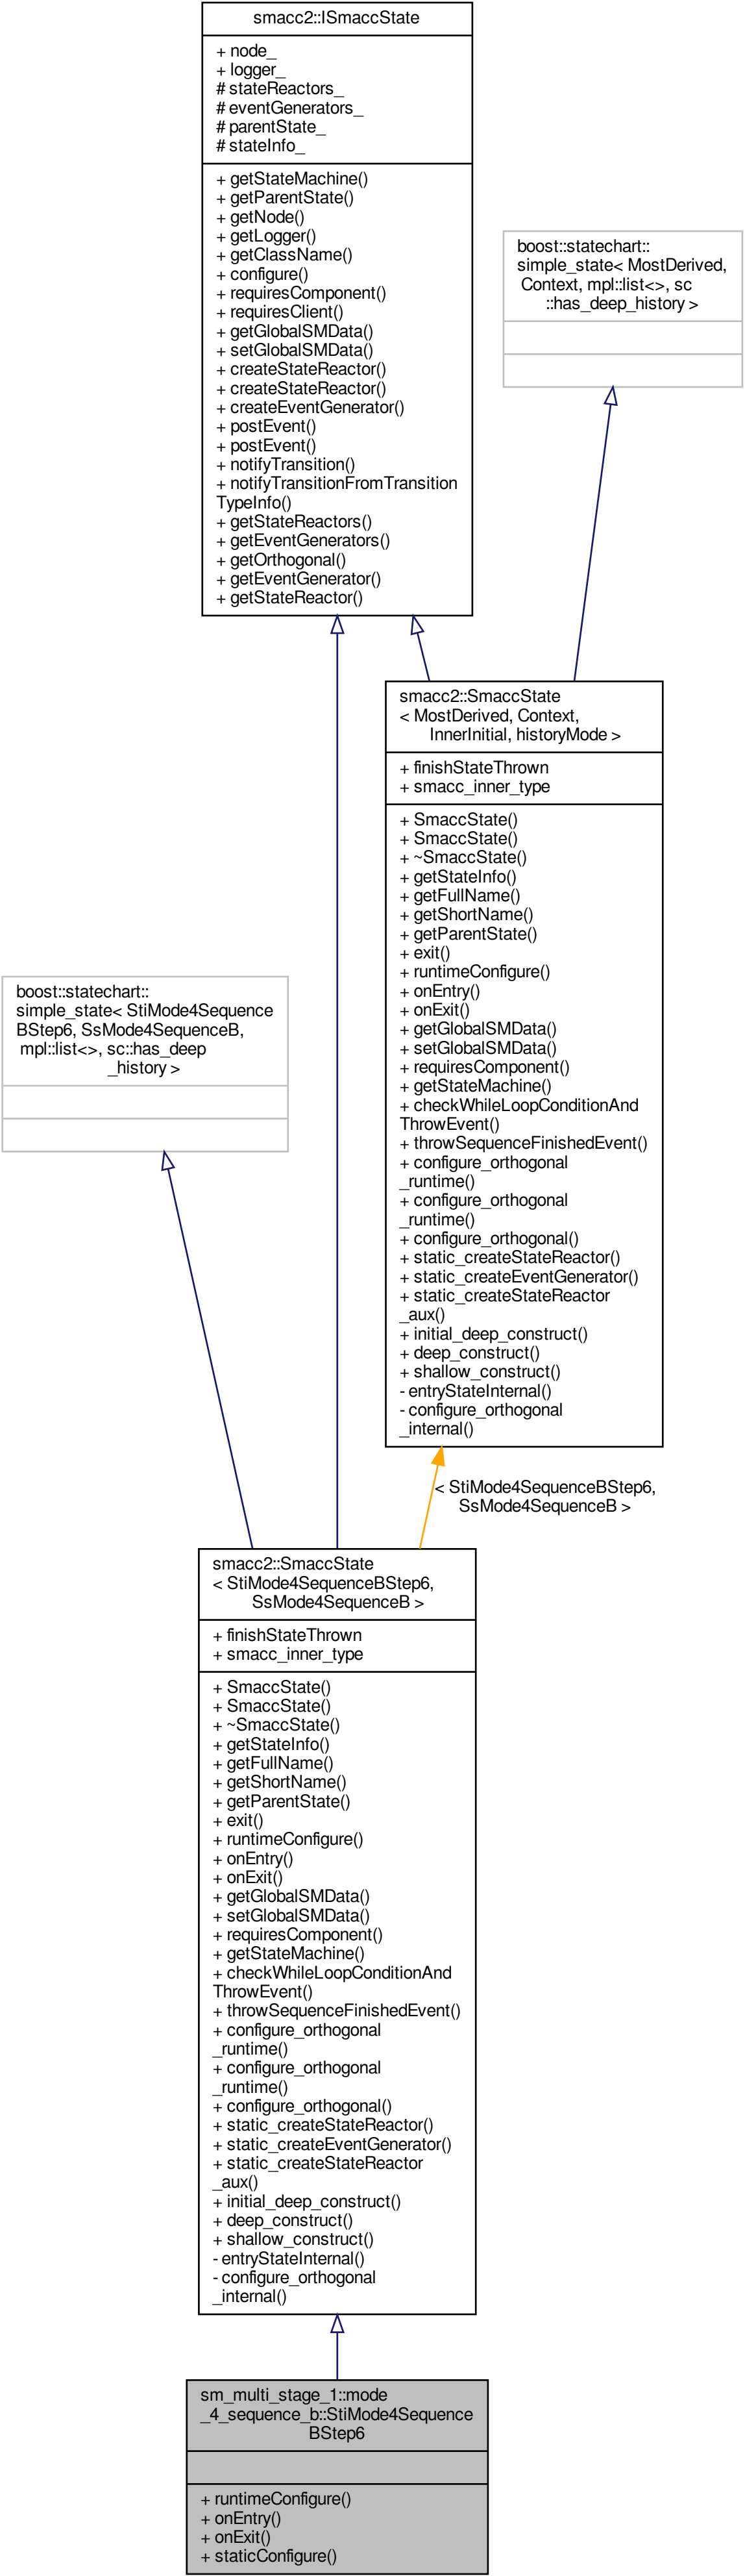 smacc2::ISmaccState
+ node_
+ logger_
# stateReactors_
# eventGenerators_
# parentState_
# stateInfo_
+ getStateMachine()
+ getParentState()
+ getNode()
+ getLogger()
+ getClassName()
+ configure()
+ requiresComponent()
+ requiresClient()
+ getGlobalSMData()
+ setGlobalSMData()
+ createStateReactor()
+ createStateReactor()
+ createEventGenerator()
+ postEvent()
+ postEvent()
+ notifyTransition()
+ notifyTransitionFromTransition
TypeInfo()
+ getStateReactors()
+ getEventGenerators()
+ getOrthogonal()
+ getEventGenerator()
+ getStateReactor()
boost::statechart::
simple_state< MostDerived,
Context, mpl::list<>, sc
::has_deep_history >
smacc2::SmaccState
< MostDerived, Context,
InnerInitial, historyMode >
+ finishStateThrown
+ smacc_inner_type
+ SmaccState()
+ SmaccState()
+ ~SmaccState()
+ getStateInfo()
+ getFullName()
+ getShortName()
+ getParentState()
+ exit()
+ runtimeConfigure()
+ onEntry()
+ onExit()
+ getGlobalSMData()
+ setGlobalSMData()
+ requiresComponent()
+ getStateMachine()
+ checkWhileLoopConditionAnd
ThrowEvent()
+ throwSequenceFinishedEvent()
+ configure_orthogonal
_runtime()
+ configure_orthogonal
_runtime()
+ configure_orthogonal()
+ static_createStateReactor()
+ static_createEventGenerator()
+ static_createStateReactor
_aux()
+ initial_deep_construct()
+ deep_construct()
+ shallow_construct()
- entryStateInternal()
- configure_orthogonal
_internal()
boost::statechart::
simple_state< StiMode4Sequence
BStep6, SsMode4SequenceB,
mpl::list<>, sc::has_deep
_history >
< StiMode4SequenceBStep6,
SsMode4SequenceB >
smacc2::SmaccState
< StiMode4SequenceBStep6,
SsMode4SequenceB >
+ finishStateThrown
+ smacc_inner_type
+ SmaccState()
+ SmaccState()
+ ~SmaccState()
+ getStateInfo()
+ getFullName()
+ getShortName()
+ getParentState()
+ exit()
+ runtimeConfigure()
+ onEntry()
+ onExit()
+ getGlobalSMData()
+ setGlobalSMData()
+ requiresComponent()
+ getStateMachine()
+ checkWhileLoopConditionAnd
ThrowEvent()
+ throwSequenceFinishedEvent()
+ configure_orthogonal
_runtime()
+ configure_orthogonal
_runtime()
+ configure_orthogonal()
+ static_createStateReactor()
+ static_createEventGenerator()
+ static_createStateReactor
_aux()
+ initial_deep_construct()
+ deep_construct()
+ shallow_construct()
- entryStateInternal()
- configure_orthogonal
_internal()
sm_multi_stage_1::mode
_4_sequence_b::StiMode4Sequence
BStep6
+ runtimeConfigure()
+ onEntry()
+ onExit()
+ staticConfigure()